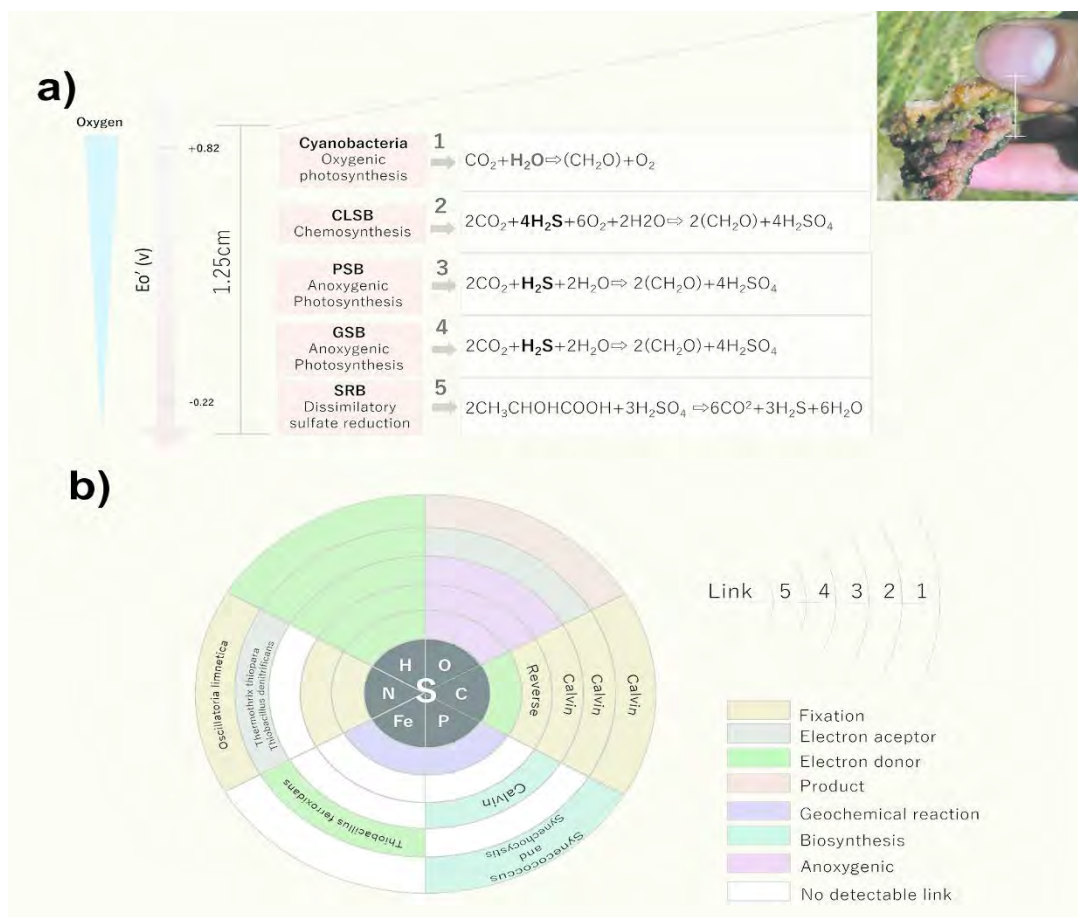 a)
Oxygen
+0.82
Eo' (v)
-0.22
1.25cm
Cyanobacteria
Oxygenic
photosynthesis
1
CO₂+H₂O⇨(CH₂O)+O₂
CLSB
Chemosynthesis
2
2CO₂+4H₂S+6O₂+2H2O⇨ 2(CH₂O)+4H₂SO₄
PSB
Anoxygenic
Photosynthesis
3
2CO₂+H₂S+2H₂O⇨ 2(CH₂O)+4H₂SO₄
GSB
Anoxygenic
Photosynthesis
4
2CO₂+H₂S+2H₂O⇨ 2(CH₂O)+4H₂SO₄
SRB
Dissimilatory
sulfate reduction
5
2CH₃CHOHCOOH+3H₂SO₄ ⇨6CO²+3H₂S+6H₂O
b)
H
O
N
S
C
Fe
P
Oscillatoria limnetica
Thermothrix thiopara
Thiobacillus denitrificans
Reverse
Calvin
Calvin
Calvin
Calvin
Thiobacillus ferroxidans
Synechocystis
and
Synecococcus
Link 5 4 3 2 1
Fixation
Electron aceptor
Electron donor
Product
Geochemical reaction
Biosynthesis
Anoxygenic
No detectable link